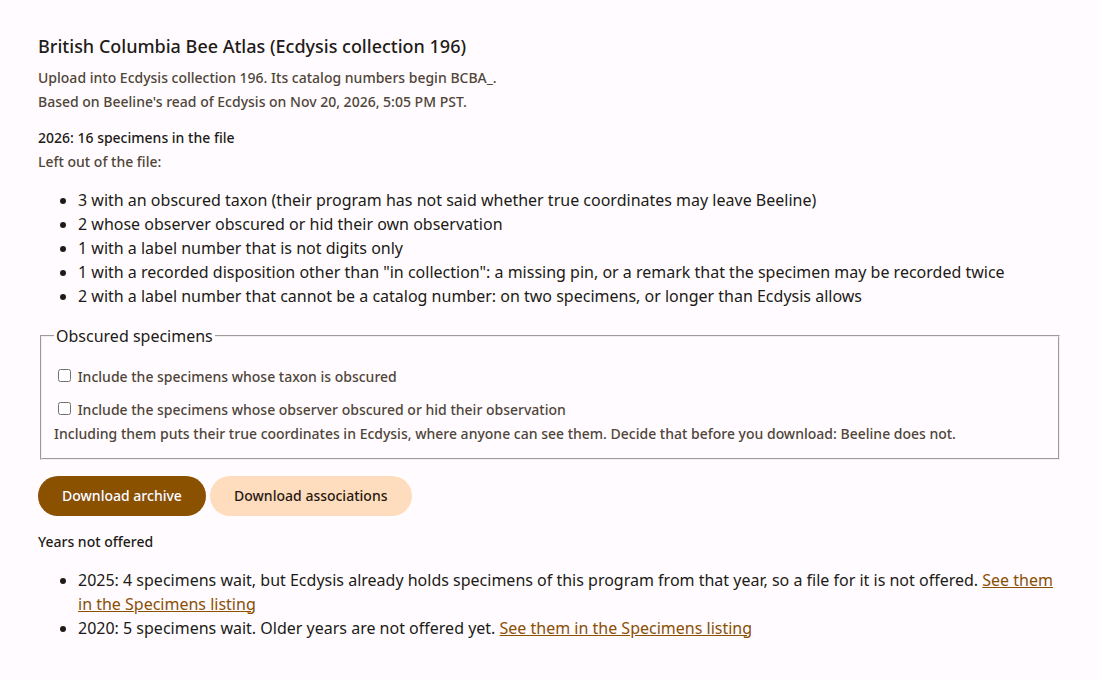 British Columbia Bee Atlas (Ecdysis collection 196)
Upload into Ecdysis collection 196. Its catalog numbers begin BCBA_.
Based on Beeline's read of Ecdysis on Nov 20, 2026, 5:05 PM PST.
2026: 16 specimens in the file
Left out of the file:
3 with an obscured taxon (their program has not said whether true coordinates may leave Beeline)
2 whose observer obscured or hid their own observation
1 with a label number that is not digits only
1 with a recorded disposition other than "in collection": a missing pin, or a remark that the specimen may be recorded twice
2 with a label number that cannot be a catalog number: on two specimens, or longer than Ecdysis allows
Obscured specimens
Include the specimens whose taxon is obscured
Include the specimens whose observer obscured or hid their observation
Including them puts their true coordinates in Ecdysis, where anyone can see them. Decide that before you download: Beeline does not.
Download archive Download associations
Years not offered
2025: 4 specimens wait, but Ecdysis already holds specimens of this program from that year, so a file for it is not offered. See them
in the Specimens listing
2020: 5 specimens wait. Older years are not offered yet. See them in the Specimens listing